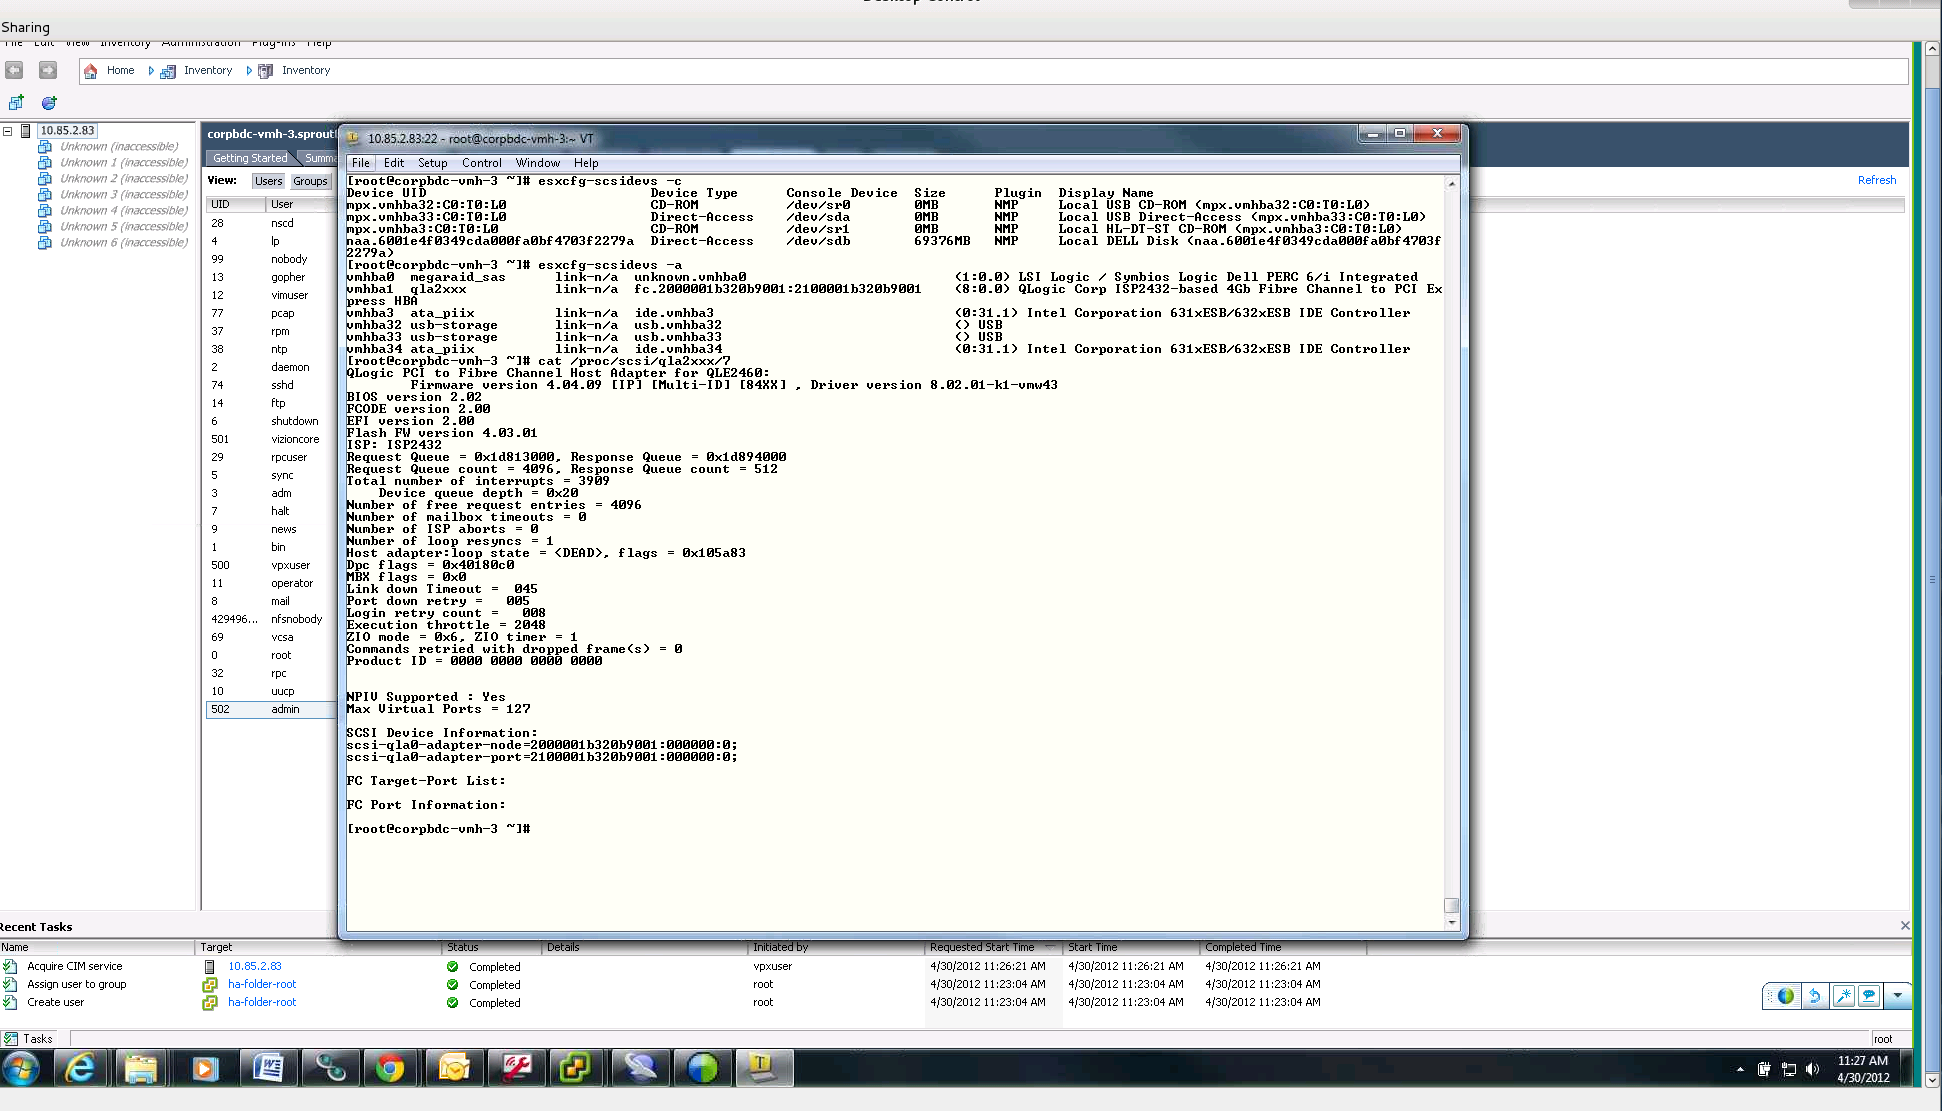 Desktop Control
Sharing
File Edit View Inventory Administration Plug-ins Help
Home Inventory Inventory
10.85.2.83
Unknown (inaccessible)
Unknown 1 (inaccessible)
Unknown 2 (inaccessible)
Unknown 3 (inaccessible)
Unknown 4 (inaccessible)
Unknown 5 (inaccessible)
Unknown 6 (inaccessible)
corpbdc-vmh-3.sprout
Getting Started Summa
View: Users Groups
Refresh
UID User
28 nscd
4 lp
99 nobody
13 gopher
12 vimuser
77 pcap
37 rpm
38 ntp
2 daemon
74 sshd
14 ftp
6 shutdown
501 vizioncore
29 rpcuser
5 sync
3 adm
7 halt
9 news
1 bin
500 vpxuser
11 operator
8 mail
429496... nfsnobody
69 vcsa
0 root
32 rpc
10 uucp
502 admin
10.85.2.83:22 - root@corpbdc-vmh-3:~ VT
File Edit Setup Control Window Help
[root@corpbdc-vmh-3 ~]# esxcfg-scsidevs -c
Device UID Device Type Console Device Size Plugin Display Name
mpx.vmhba32:C0:T0:L0 CD-ROM /dev/sr0 0MB NMP Local USB CD-ROM (mpx.vmhba32:C0:T0:L0)
mpx.vmhba33:C0:T0:L0 Direct-Access /dev/sda 0MB NMP Local USB Direct-Access (mpx.vmhba33:C0:T0:L0)
mpx.vmhba3:C0:T0:L0 CD-ROM /dev/sr1 0MB NMP Local HL-DT-ST CD-ROM (mpx.vmhba3:C0:T0:L0)
naa.6001e4f0349cda000fa0bf4703f2279a Direct-Access /dev/sdb 69376MB NMP Local DELL Disk (naa.6001e4f0349cda000fa0bf4703f
2279a)
[root@corpbdc-vmh-3 ~]# esxcfg-scsidevs -a
vmhba0 megaraid_sas link-n/a unknown.vmhba0 (1:0.0) LSI Logic / Symbios Logic Dell PERC 6/i Integrated
vmhba1 qla2xxx link-n/a fc.2000001b320b9001:2100001b320b9001 (8:0.0) QLogic Corp ISP2432-based 4Gb Fibre Channel to PCI Ex
press HBA
vmhba3 ata_piix link-n/a ide.vmhba3 (0:31.1) Intel Corporation 631xESB/632xESB IDE Controller
vmhba32 usb-storage link-n/a usb.vmhba32 () USB
vmhba33 usb-storage link-n/a usb.vmhba33 () USB
vmhba34 ata_piix link-n/a ide.vmhba34 (0:31.1) Intel Corporation 631xESB/632xESB IDE Controller
[root@corpbdc-vmh-3 ~]# cat /proc/scsi/qla2xxx/7
QLogic PCI to Fibre Channel Host Adapter for QLE2460:
Firmware version 4.04.09 [IP] [Multi-ID] [84XX] , Driver version 8.02.01-k1-vmw43
BIOS version 2.02
FCODE version 2.00
EFI version 2.00
Flash FW version 4.03.01
ISP: ISP2432
Request Queue = 0x1d813000, Response Queue = 0x1d894000
Request Queue count = 4096, Response Queue count = 512
Total number of interrupts = 3909
Device queue depth = 0x20
Number of free request entries = 4096
Number of mailbox timeouts = 0
Number of ISP aborts = 0
Number of loop resyncs = 1
Host adapter:loop state = <DEAD>, flags = 0x105a83
Dpc flags = 0x40180c0
MBX flags = 0x0
Link down Timeout = 045
Port down retry = 005
Login retry count = 008
Execution throttle = 2048
ZIO mode = 0x6, ZIO timer = 1
Commands retried with dropped frame(s) = 0
Product ID = 0000 0000 0000 0000
NPIV Supported : Yes
Max Virtual Ports = 127
SCSI Device Information:
scsi-qla0-adapter-node=2000001b320b9001:000000:0;
scsi-qla0-adapter-port=2100001b320b9001:000000:0;
FC Target-Port List:
FC Port Information:
[root@corpbdc-vmh-3 ~]#
Recent Tasks
Name Target Status Details Initiated by Requested Start Time Start Time Completed Time
Acquire CIM service 10.85.2.83 Completed vpxuser 4/30/2012 11:26:21 AM 4/30/2012 11:26:21 AM 4/30/2012 11:26:21 AM
Assign user to group ha-folder-root Completed root 4/30/2012 11:23:04 AM 4/30/2012 11:23:04 AM 4/30/2012 11:23:04 AM
Create user ha-folder-root Completed root 4/30/2012 11:23:04 AM 4/30/2012 11:23:04 AM 4/30/2012 11:23:04 AM
Tasks root
11:27 AM
4/30/2012